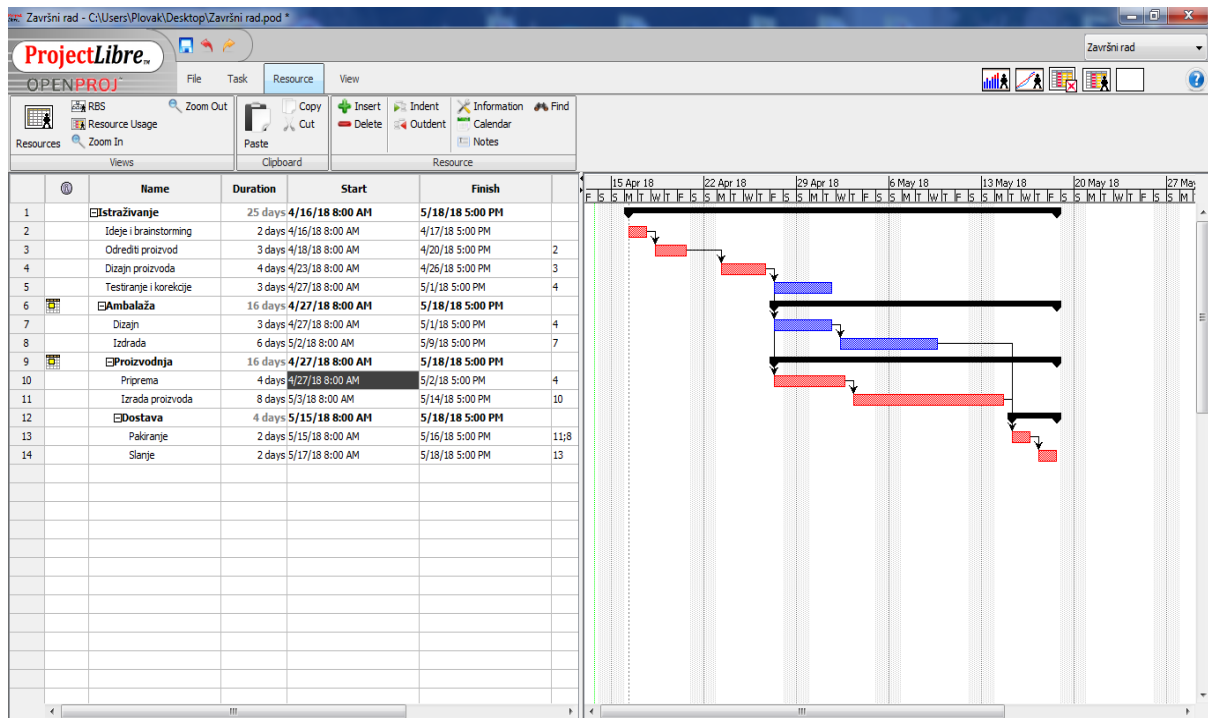 Završni rad - C:\Users\Plovak\Desktop\Završni rad.pod *
ProjectLibre™
OPENPROJ
Završni rad
File Task Resource View
RBS Zoom Out Copy Insert Indent Information Find
Resource Usage Cut Delete Outdent Calendar
Resources Zoom In Paste Notes
Views Clipboard Resource
Name Duration Start Finish 15 Apr 18 22 Apr 18 29 Apr 18 6 May 18 13 May 18 20 May 18 27 May
F S S M T W T F S S M T W T F S S M T W T F S S M T W T F S S M T W T F S S M T W T F S S M T
1 Istraživanje 25 days 4/16/18 8:00 AM 5/18/18 5:00 PM
2 Ideje i brainstorming 2 days 4/16/18 8:00 AM 4/17/18 5:00 PM
3 Odrediti proizvod 3 days 4/18/18 8:00 AM 4/20/18 5:00 PM 2
4 Dizajn proizvoda 4 days 4/23/18 8:00 AM 4/26/18 5:00 PM 3
5 Testiranje i korekcije 3 days 4/27/18 8:00 AM 5/1/18 5:00 PM 4
6 Ambalaža 16 days 4/27/18 8:00 AM 5/18/18 5:00 PM
7 Dizajn 3 days 4/27/18 8:00 AM 5/1/18 5:00 PM 4
8 Izdrada 6 days 5/2/18 8:00 AM 5/9/18 5:00 PM 7
9 Proizvodnja 16 days 4/27/18 8:00 AM 5/18/18 5:00 PM
10 Priprema 4 days 4/27/18 8:00 AM 5/2/18 5:00 PM 4
11 Izrada proizvoda 8 days 5/3/18 8:00 AM 5/14/18 5:00 PM 10
12 Dostava 4 days 5/15/18 8:00 AM 5/18/18 5:00 PM
13 Pakiranje 2 days 5/15/18 8:00 AM 5/16/18 5:00 PM 11;8
14 Slanje 2 days 5/17/18 8:00 AM 5/18/18 5:00 PM 13